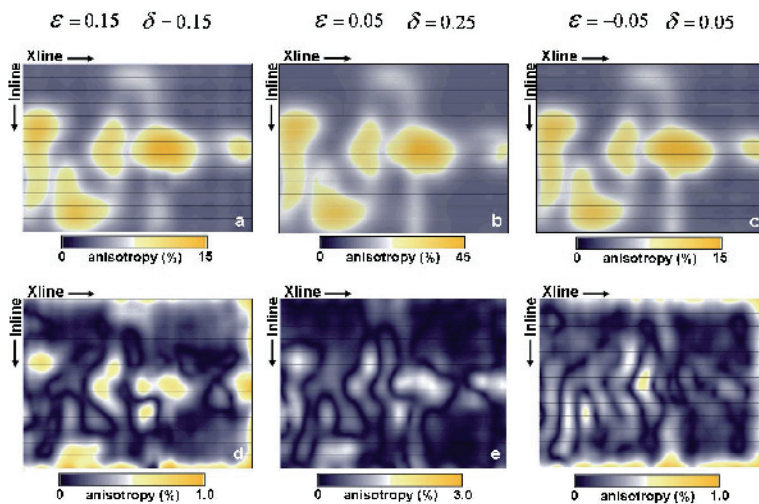 ε = 0.15 δ – 0.15
ε = 0.05 δ = 0.25
ε = –0.05 δ = 0.05
Xline
Inline
a
0 anisotropy (%) 15
Xline
Inline
b
0 anisotropy (%) 45
Xline
Inline
c
0 anisotropy (%) 15
Xline
Inline
d
0 anisotropy (%) 1.0
Xline
Inline
e
0 anisotropy (%) 3.0
Xline
Inline
0 anisotropy (%) 1.0